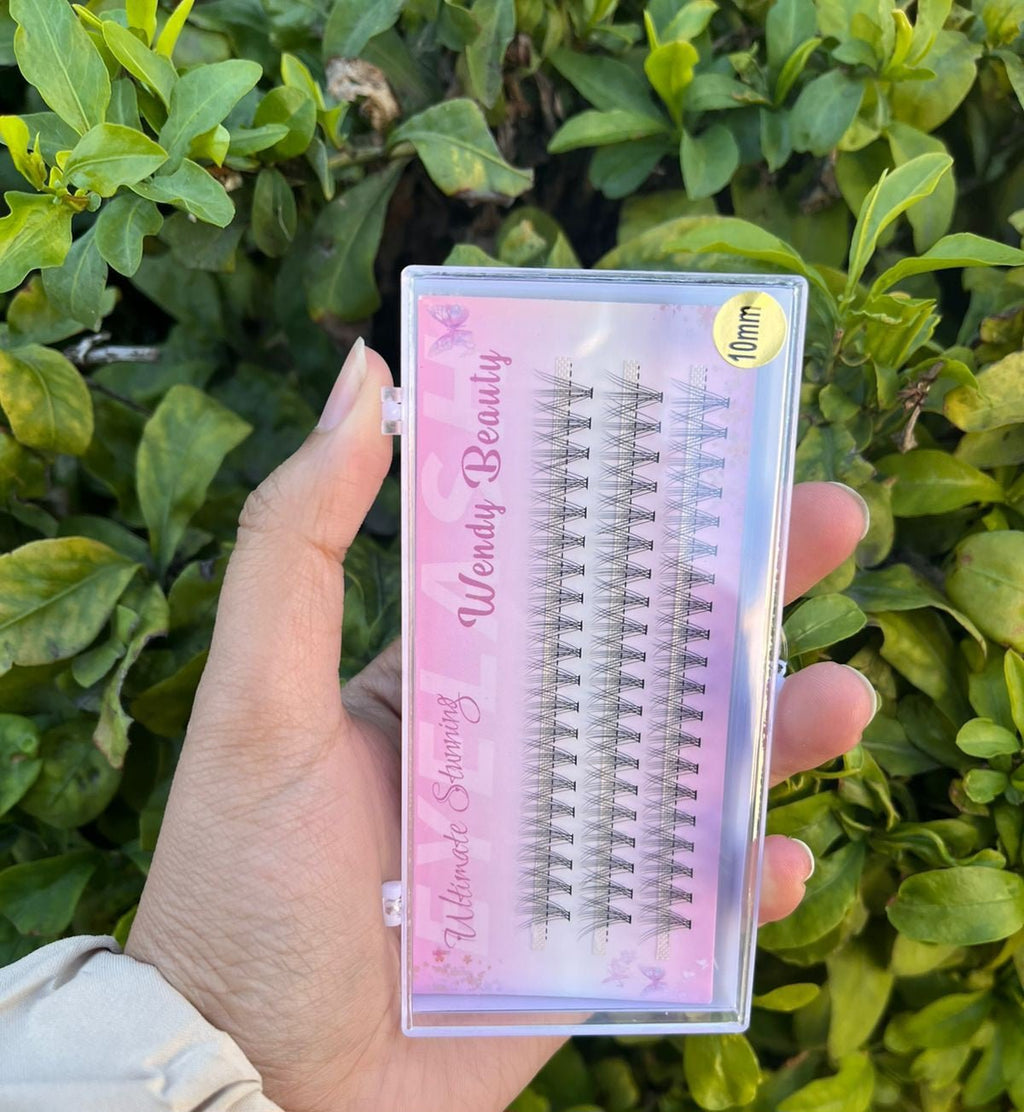 10mm
Wendy Beauty
EYELASH
Ultimate Stunning